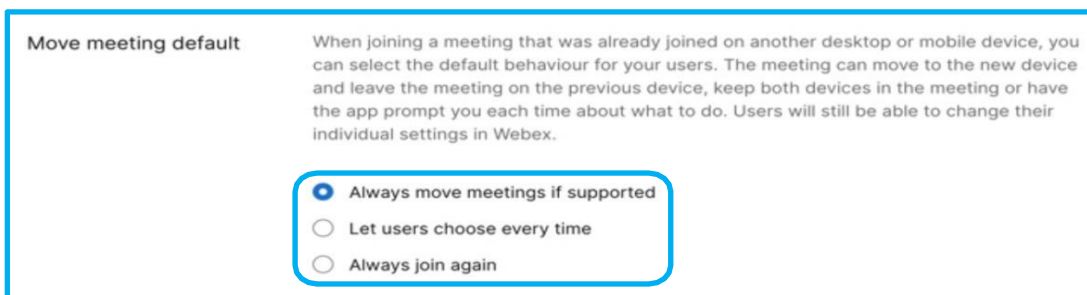 Move meeting default
When joining a meeting that was already joined on another desktop or mobile device, you
can select the default behaviour for your users. The meeting can move to the new device
and leave the meeting on the previous device, keep both devices in the meeting or have
the app prompt you each time about what to do. Users will still be able to change their
individual settings in Webex.
Always move meetings if supported
Let users choose every time
Always join again